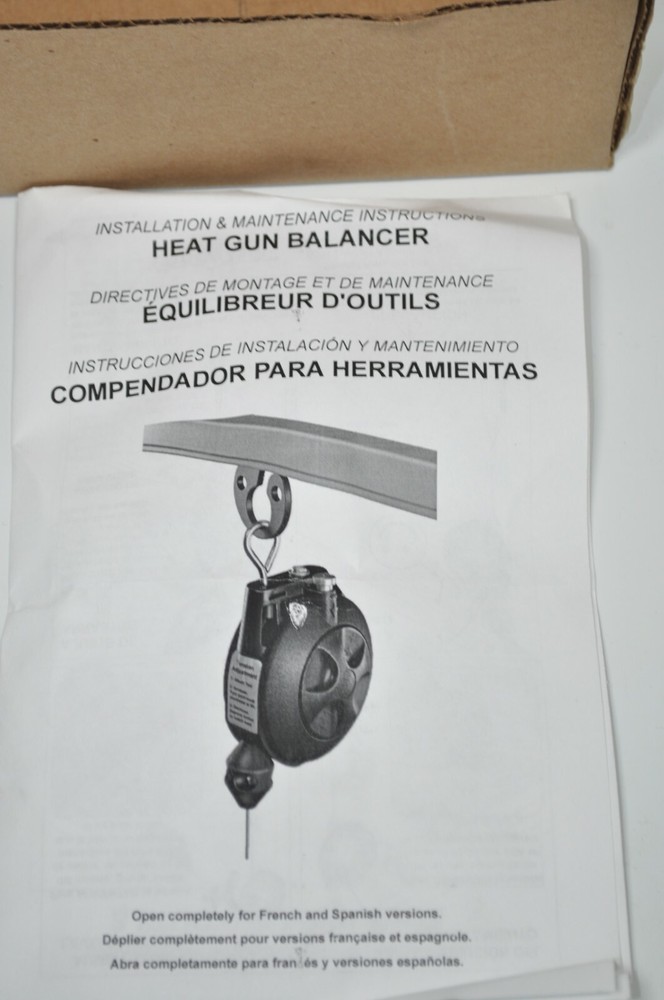 INSTALLATION & MAINTENANCE INSTRUCTIONS
HEAT GUN BALANCER
DIRECTIVES DE MONTAGE ET DE MAINTENANCE
ÉQUILIBREUR D'OUTILS
INSTRUCCIONES DE INSTALACIÓN Y MANTENIMIENTO
COMPENDADOR PARA HERRAMIENTAS
Open completely for French and Spanish versions.
Déplier complètement pour versions française et espagnole.
Abra completamente para fran és y versiones españolas.